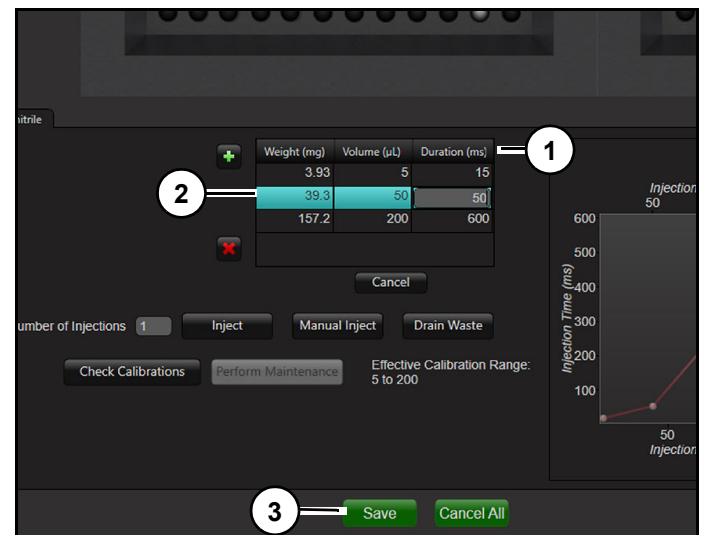 nitrile
Weight (mg) Volume (µL) Duration (ms)
1
3.93 5 15
2
39.3 50 50
157.2 200 600
Cancel
umber of Injections 1 Inject Manual Inject Drain Waste
Check Calibrations Perform Maintenance Effective Calibration Range:
5 to 200
Injection
50
600
500
400
300
200
100
Injection Time (ms)
50
Injection
3
Save Cancel All